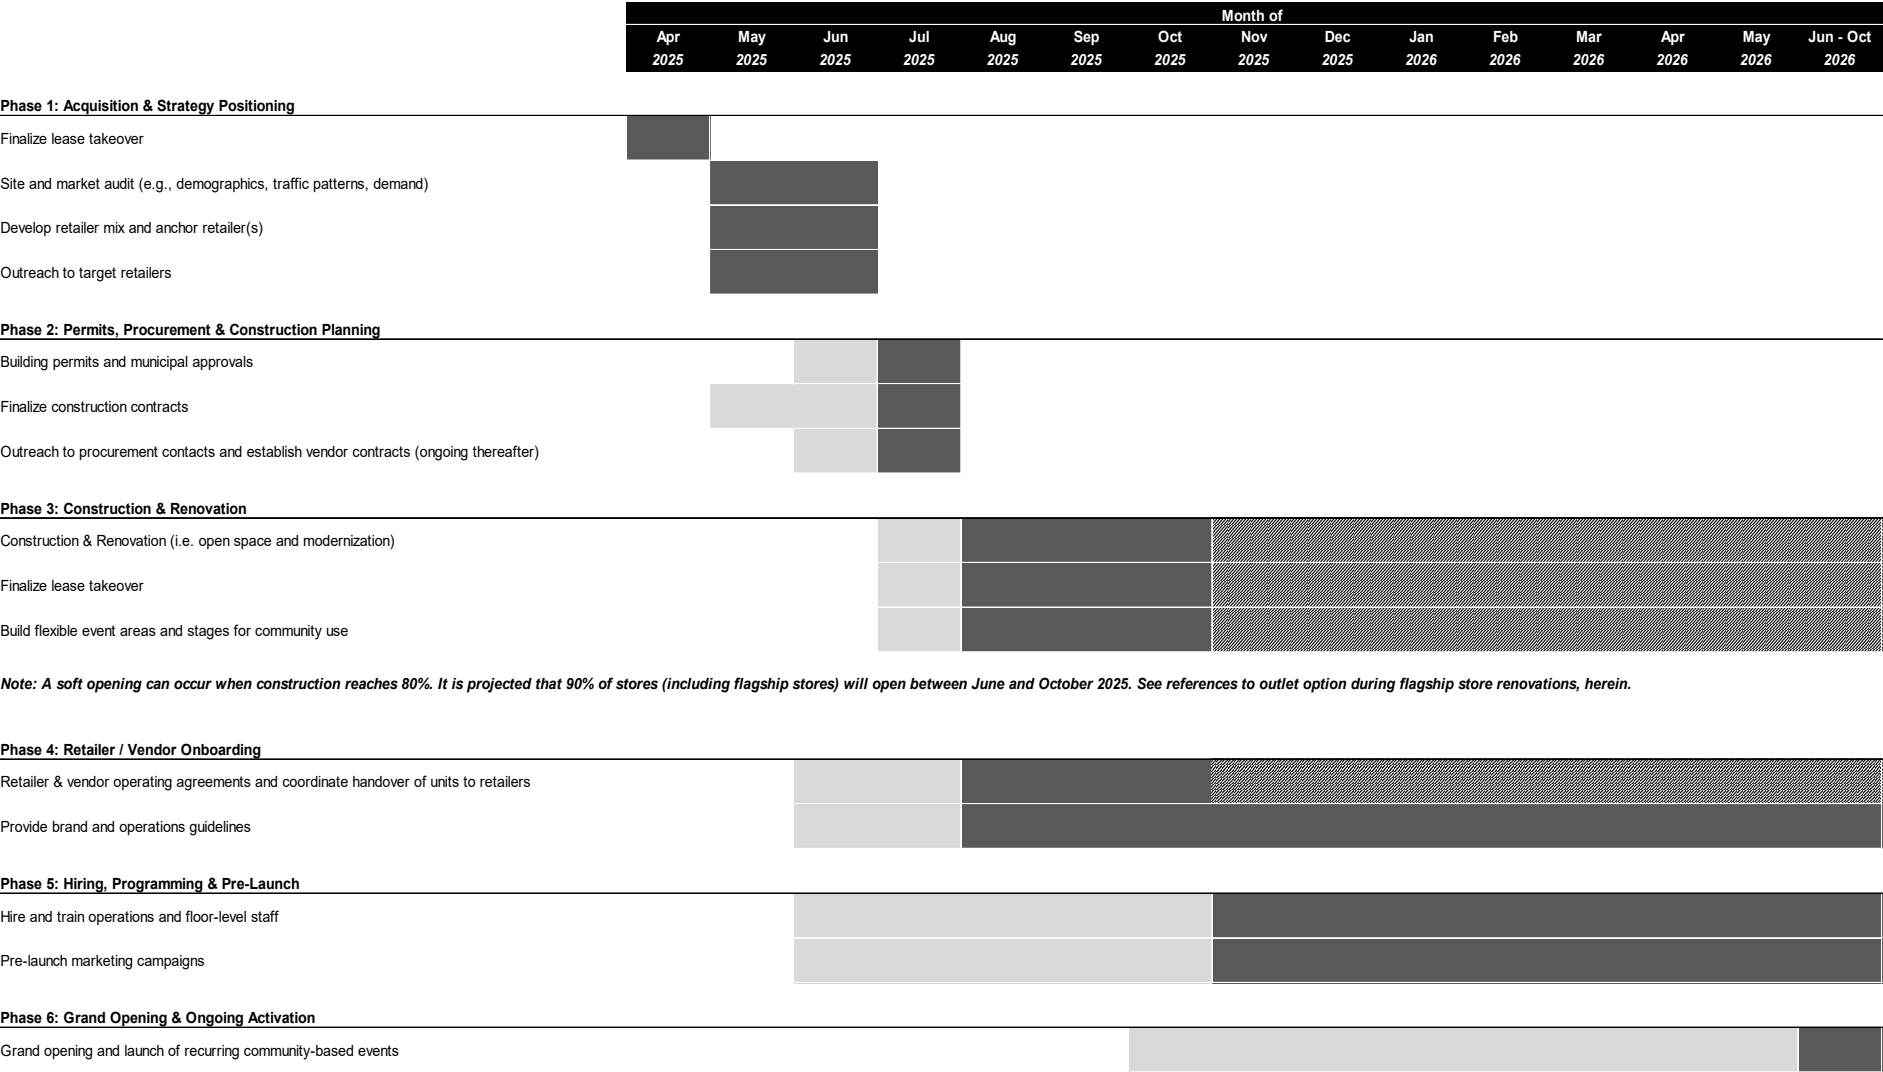 Month of
Apr May Jun Jul Aug Sep Oct Nov Dec Jan Feb Mar Apr May Jun - Oct
2025 2025 2025 2025 2025 2025 2025 2025 2025 2026 2026 2026 2026 2026 2026
Phase 1: Acquisition & Strategy Positioning
Finalize lease takeover
Site and market audit (e.g., demographics, traffic patterns, demand)
Develop retailer mix and anchor retailer(s)
Outreach to target retailers
Phase 2: Permits, Procurement & Construction Planning
Building permits and municipal approvals
Finalize construction contracts
Outreach to procurement contacts and establish vendor contracts (ongoing thereafter)
Phase 3: Construction & Renovation
Construction & Renovation (i.e. open space and modernization)
Finalize lease takeover
Build flexible event areas and stages for community use
Note: A soft opening can occur when construction reaches 80%. It is projected that 90% of stores (including flagship stores) will open between June and October 2025. See references to outlet option during flagship store renovations, herein.
Phase 4: Retailer / Vendor Onboarding
Retailer & vendor operating agreements and coordinate handover of units to retailers
Provide brand and operations guidelines
Phase 5: Hiring, Programming & Pre-Launch
Hire and train operations and floor-level staff
Pre-launch marketing campaigns
Phase 6: Grand Opening & Ongoing Activation
Grand opening and launch of recurring community-based events